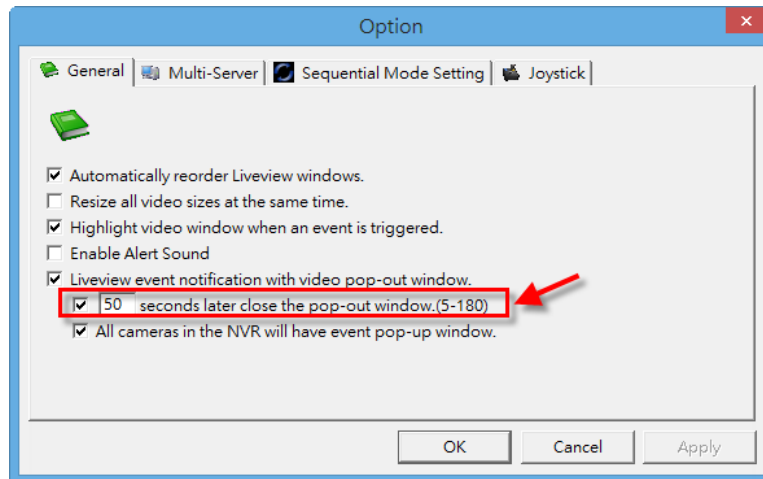 Option
General Multi-Server Sequential Mode Setting Joystick
Automatically reorder Liveview windows.
Resize all video sizes at the same time.
Highlight video window when an event is triggered.
Enable Alert Sound
Liveview event notification with video pop-out window.
50 seconds later close the pop-out window.(5-180)
All cameras in the NVR will have event pop-up window.
OK Cancel Apply